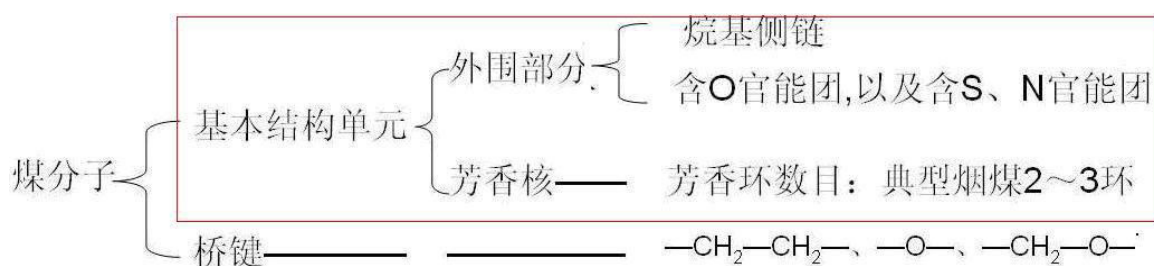 烷基侧链
外围部分
含O官能团,以及含S、N官能团
基本结构单元
煤分子
芳香核—— 芳香环数目：典型烟煤2～3环
桥键—— —— —CH₂—CH₂—、—O—、—CH₂—O—